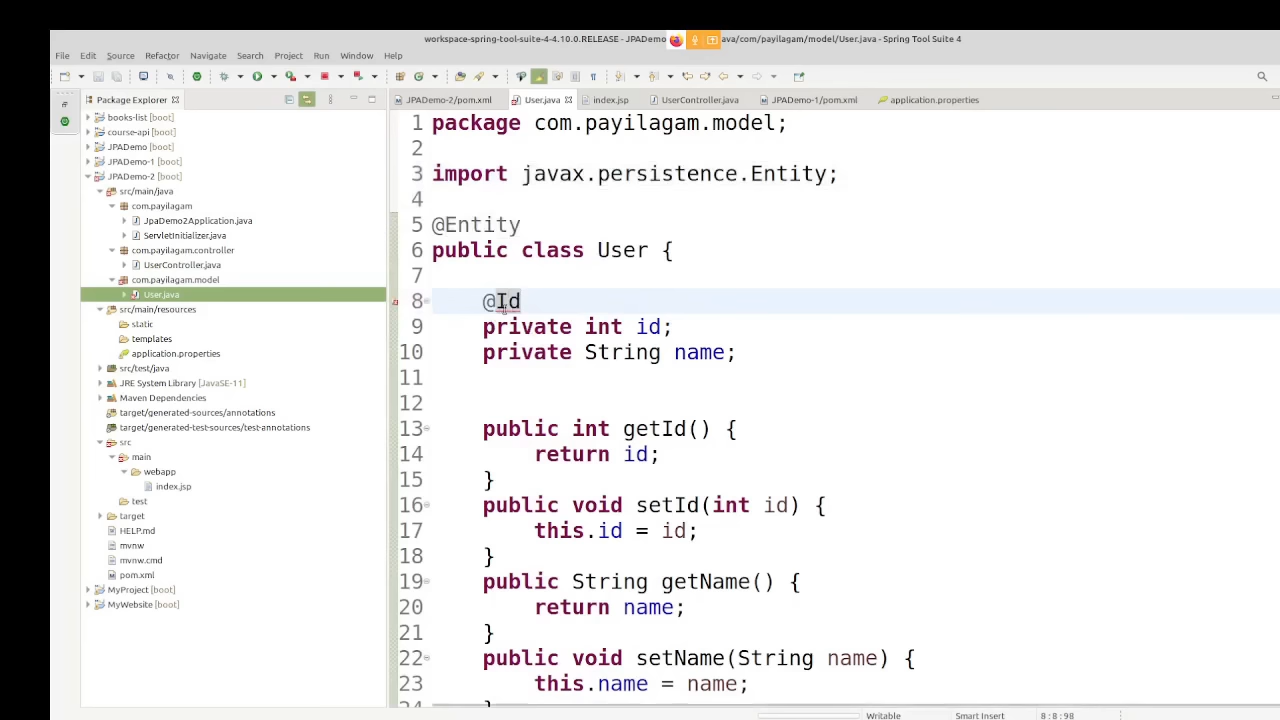 workspace-spring-tool-suite-4-4.10.0.RELEASE - JPADemo ava/com/payilagam/model/User.java - Spring Tool Suite 4
File Edit Source Refactor Navigate Search Project Run Window Help
Package Explorer
JPADemo-2/pom.xml User.java index.jsp UserController.java JPADemo-1/pom.xml application.properties
books-list [boot]
course-api [boot]
JPADemo [boot]
JPADemo-1 [boot]
JPADemo-2 [boot]
src/main/java
com.payilagam
JpaDemo2Application.java
ServletInitializer.java
com.payilagam.controller
UserController.java
com.payilagam.model
User.java
src/main/resources
static
templates
application.properties
src/test/java
JRE System Library [JavaSE-11]
Maven Dependencies
target/generated-sources/annotations
target/generated-test-sources/test-annotations
src
main
webapp
index.jsp
test
target
HELP.md
mvnw
mvnw.cmd
pom.xml
MyProject [boot]
MyWebsite [boot]
1 package com.payilagam.model;
2
3 import javax.persistence.Entity;
4
5 @Entity
6 public class User {
7
8 @Id
9 private int id;
10 private String name;
11
12
13 public int getId() {
14 return id;
15 }
16 public void setId(int id) {
17 this.id = id;
18 }
19 public String getName() {
20 return name;
21 }
22 public void setName(String name) {
23 this.name = name;
24 }
Writable Smart Insert 8 : 8 : 98